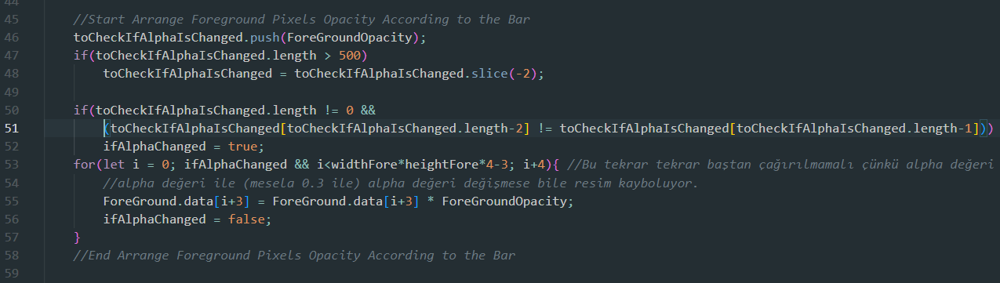 44
45 //Start Arrange Foreground Pixels Opacity According to the Bar
46 toCheckIfAlphaIsChanged.push(ForeGroundOpacity);
47 if(toCheckIfAlphaIsChanged.length > 500)
48 toCheckIfAlphaIsChanged = toCheckIfAlphaIsChanged.slice(-2);
49
50 if(toCheckIfAlphaIsChanged.length != 0 &&
51 (toCheckIfAlphaIsChanged[toCheckIfAlphaIsChanged.length-2] != toCheckIfAlphaIsChanged[toCheckIfAlphaIsChanged.length-1]))
52 ifAlphaChanged = true;
53 for(let i = 0; ifAlphaChanged && i<widthFore*heightFore*4-3; i+4){ //Bu tekrar tekrar baştan çağırılmamalı çünkü alpha değeri
54 //alpha değeri ile (mesela 0.3 ile) alpha değeri değişmese bile resim kayboluyor.
55 ForeGround.data[i+3] = ForeGround.data[i+3] * ForeGroundOpacity;
56 ifAlphaChanged = false;
57 }
58 //End Arrange Foreground Pixels Opacity According to the Bar
59